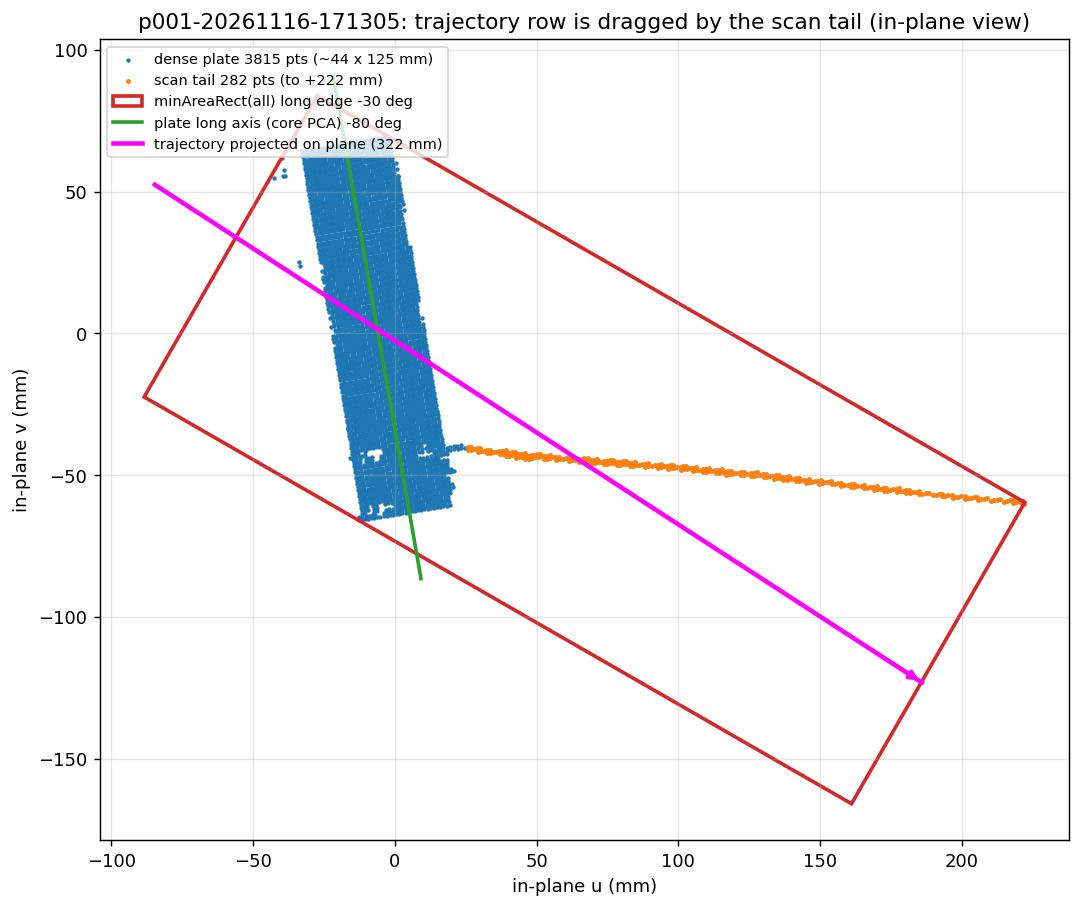 p001-20261116-171305: trajectory row is dragged by the scan tail (in-plane view)
dense plate 3815 pts (~44 x 125 mm)
scan tail 282 pts (to +222 mm)
minAreaRect(all) long edge -30 deg
plate long axis (core PCA) -80 deg
trajectory projected on plane (322 mm)
100
50
0
−50
−100
−150
in-plane v (mm)
−100
−50
0
50
100
150
200
in-plane u (mm)